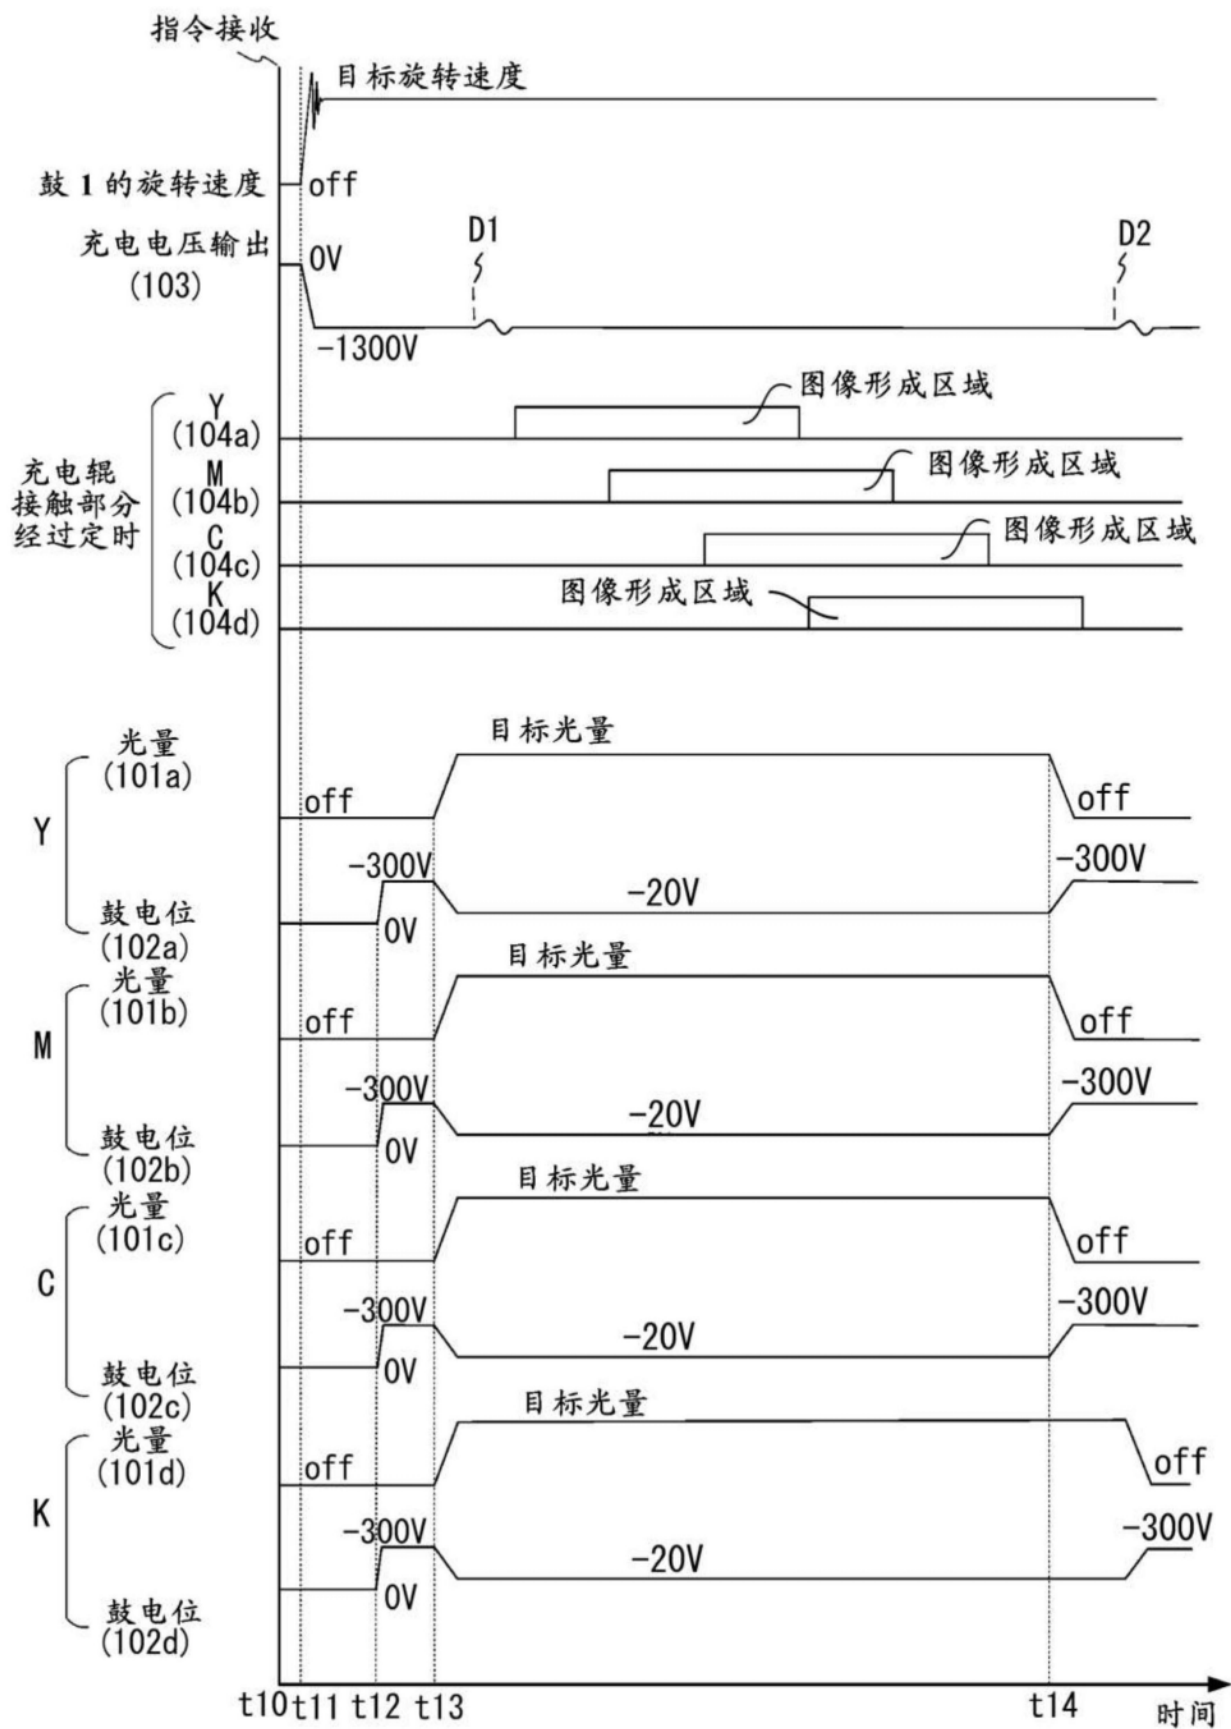 指令接收
目标旋转速度
鼓 1 的旋转速度
off
充电电压输出
(103)
0V
D1
D2
-1300V
充电辊
接触部分
经过定时
Y
(104a)
图像形成区域
M
(104b)
图像形成区域
C
(104c)
图像形成区域
K
(104d)
图像形成区域
Y
光量
(101a)
目标光量
off
off
-300V
-20V
-300V
鼓电位
(102a)
0V
M
光量
(101b)
目标光量
off
off
-300V
-20V
-300V
鼓电位
(102b)
0V
C
光量
(101c)
目标光量
off
off
-300V
-20V
-300V
鼓电位
(102c)
0V
K
光量
(101d)
目标光量
off
off
-300V
-20V
-300V
鼓电位
(102d)
0V
t10 t11 t12 t13 t14
时间